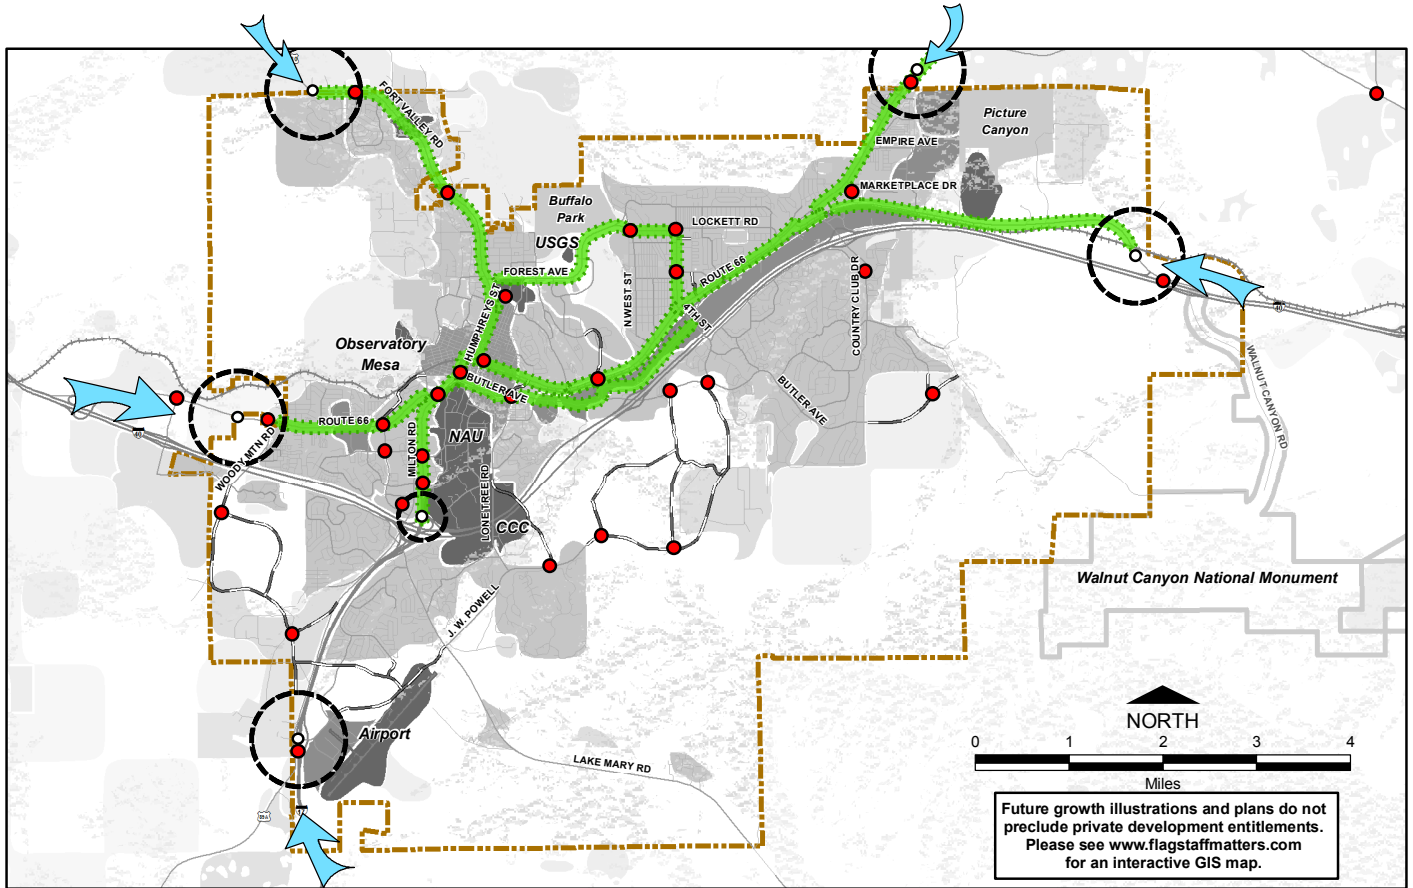 FORT VALLEY RD
Picture
Canyon
EMPIRE AVE
MARKETPLACE DR
Buffalo
Park
USGS
LOCKETT RD
FOREST AVE
N.WEST ST
ROUTE 66
4TH ST
COUNTRY CLUB DR
HUMPHREYS ST
Observatory
Mesa
BUTLER AVE
BUTLER AVE
WALNUT CANYON RD
40
40
ROUTE 66
MILTON RD
NAU
WOODY MTN RD
LONE TREE RD
CCC
J. W. POWELL
Walnut Canyon National Monument
Airport
LAKE MARY RD
89A
NORTH
0 1 2 3 4
Miles
Future growth illustrations and plans do not
preclude private development entitlements.
Please see www.flagstaffmatters.com
for an interactive GIS map.